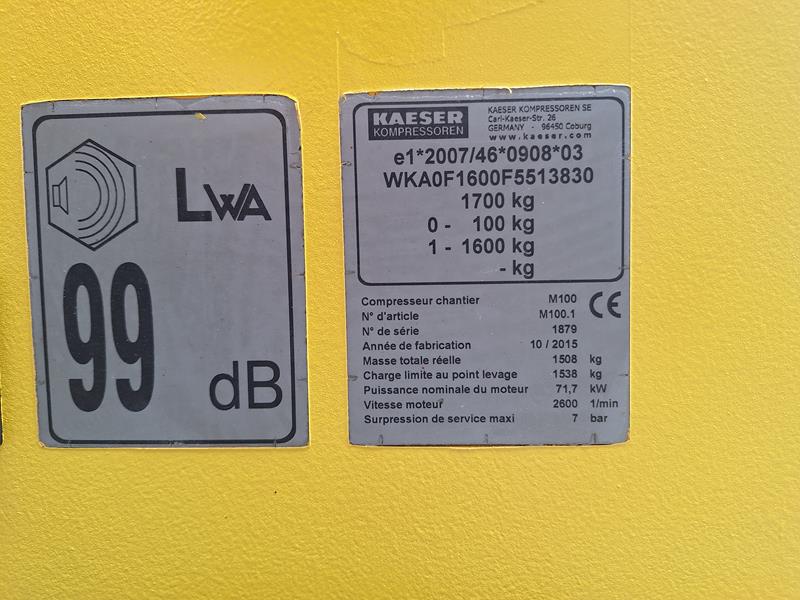 LWA
99
dB
KAESER
KOMPRESSOREN
KAESER KOMPRESSOREN SE
Carl-Kaeser-Str. 26
GERMANY - 96450 Coburg
www.kaeser.com
e1*2007/46*0908*03
WKA0F1600F5513830
1700 kg
0 - 100 kg
1 - 1600 kg
- kg
Compresseur chantier M100
N° d'article M100.1
N° de série 1879
Année de fabrication 10 / 2015
Masse totale réelle 1508 kg
Charge limite au point levage 1538 kg
Puissance nominale du moteur 71,7 kW
Vitesse moteur 2600 1/min
Surpression de service maxi 7 bar
CE